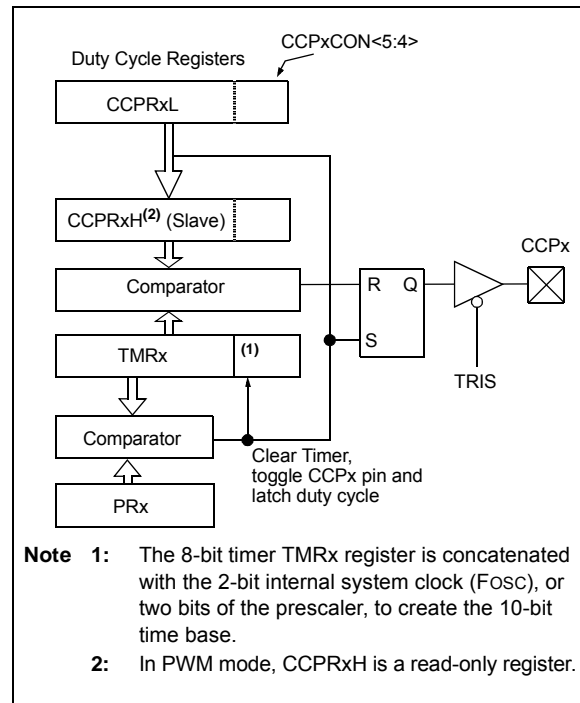 CCPxCON<5:4>
Duty Cycle Registers
CCPRxL
CCPRxH(2) (Slave)
CCPx
Comparator
R Q
TMRx (1)
S
TRIS
Comparator
Clear Timer,
toggle CCPx pin and
latch duty cycle
PRx
Note 1: The 8-bit timer TMRx register is concatenated
with the 2-bit internal system clock (FOSC), or
two bits of the prescaler, to create the 10-bit
time base.
2: In PWM mode, CCPRxH is a read-only register.